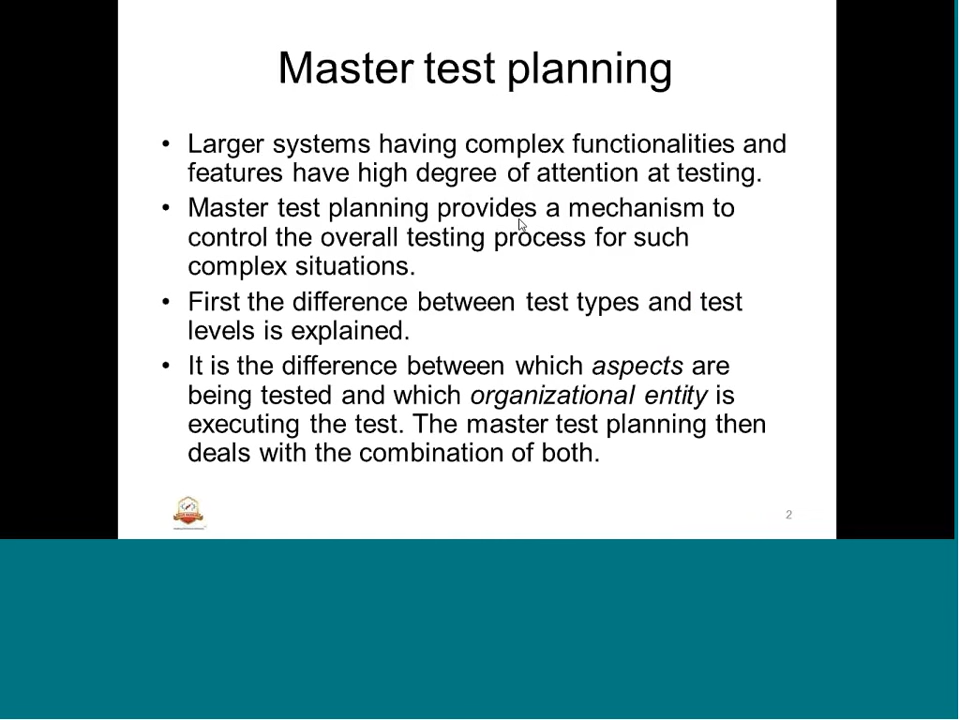 Master test planning
• Larger systems having complex functionalities and
features have high degree of attention at testing.
• Master test planning provides a mechanism to
control the overall testing process for such
complex situations.
• First the difference between test types and test
levels is explained.
• It is the difference between which aspects are
being tested and which organizational entity is
executing the test. The master test planning then
deals with the combination of both.
2